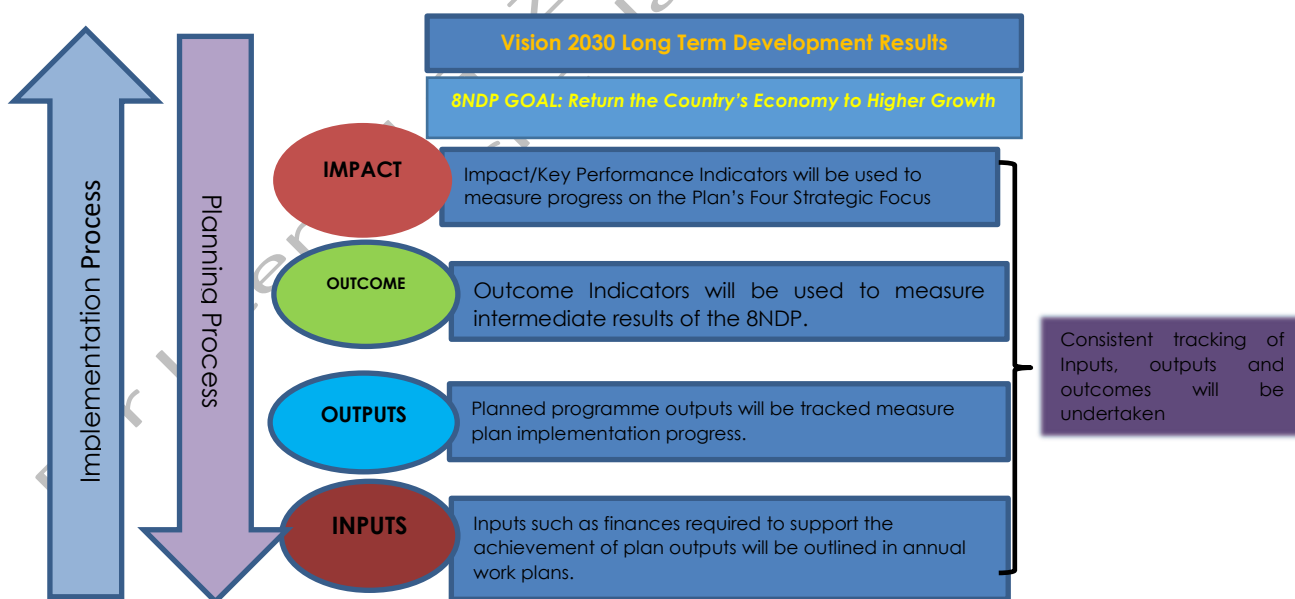 Vision 2030 Long Term Development Results
8NDP GOAL: Return the Country's Economy to Higher Growth
Implementation Process
Planning Process
IMPACT
Impact/Key Performance Indicators will be used to
measure progress on the Plan's Four Strategic Focus
OUTCOME
Outcome Indicators will be used to measure
intermediate results of the 8NDP.
OUTPUTS
Planned programme outputs will be tracked measure
plan implementation progress.
INPUTS
Inputs such as finances required to support the
achievement of plan outputs will be outlined in annual
work plans.
Consistent tracking of
Inputs, outputs and
outcomes will be
undertaken